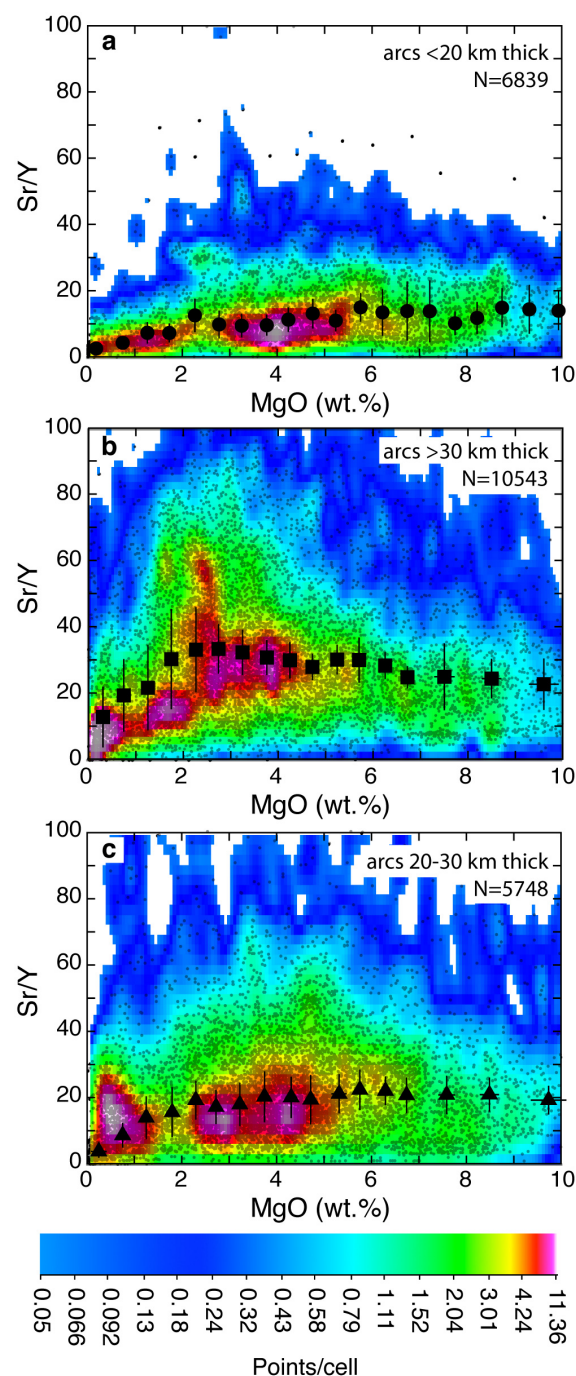 a
arcs <20 km thick
N=6839
Sr/Y
100
80
60
40
20
0
0 2 4 6 8 10
MgO (wt.%)
b
arcs >30 km thick
N=10543
Sr/Y
100
80
60
40
20
0
0 2 4 6 8 10
MgO (wt.%)
c
arcs 20-30 km thick
N=5748
Sr/Y
100
80
60
40
20
0
0 2 4 6 8 10
MgO (wt.%)
0.05 0.066 0.092 0.13 0.18 0.24 0.32 0.43 0.58 0.79 1.11 1.52 2.04 3.01 4.24 11.36
Points/cell